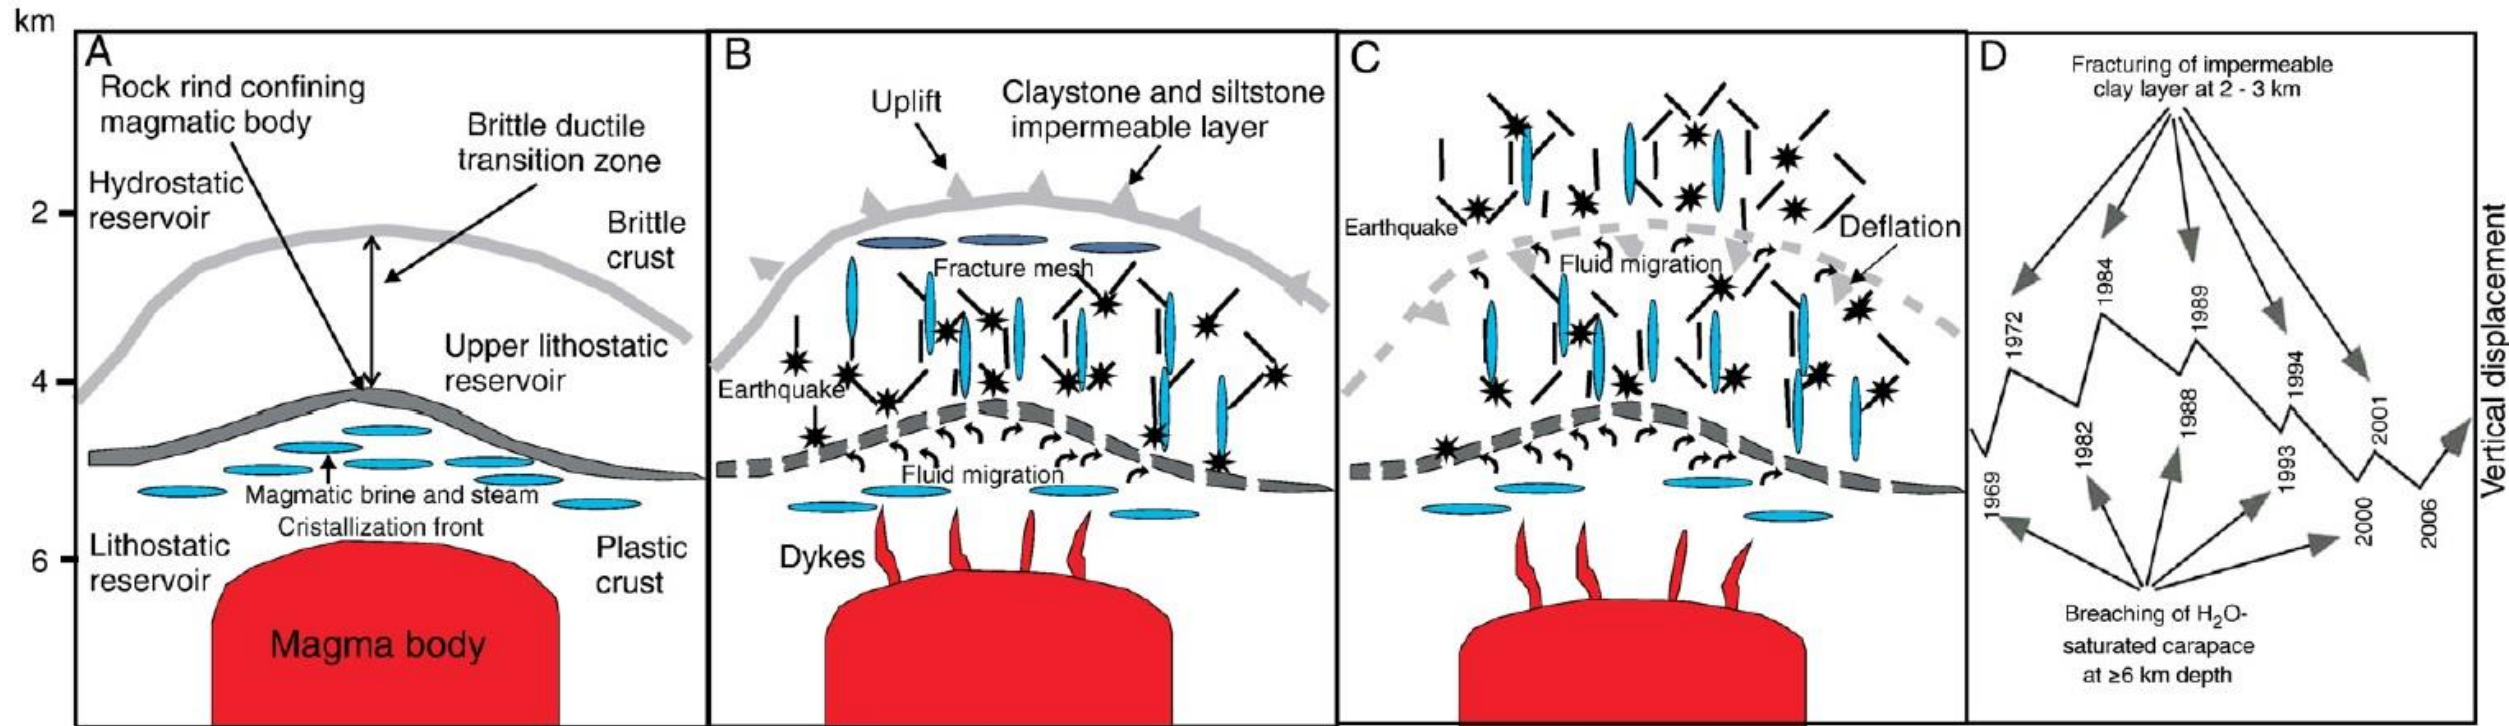 km
2
4
6
A
Rock rind confining
magmatic body
Brittle ductile
transition zone
Hydrostatic
reservoir
Brittle
crust
Upper lithostatic
reservoir
Magmatic brine and steam
Cristallization front
Lithostatic
reservoir
Plastic
crust
Magma body
B
Uplift
Claystone and siltstone
impermeable layer
Fracture mesh
Earthquake
Fluid migration
Dykes
C
Earthquake
Deflation
Fluid migration
D
Fracturing of impermeable
clay layer at 2 - 3 km
1969
1972
1982
1984
1988
1989
1993
1994
2000
2001
2006
Breaching of H₂O-
saturated carapace
at ≥6 km depth
Vertical displacement